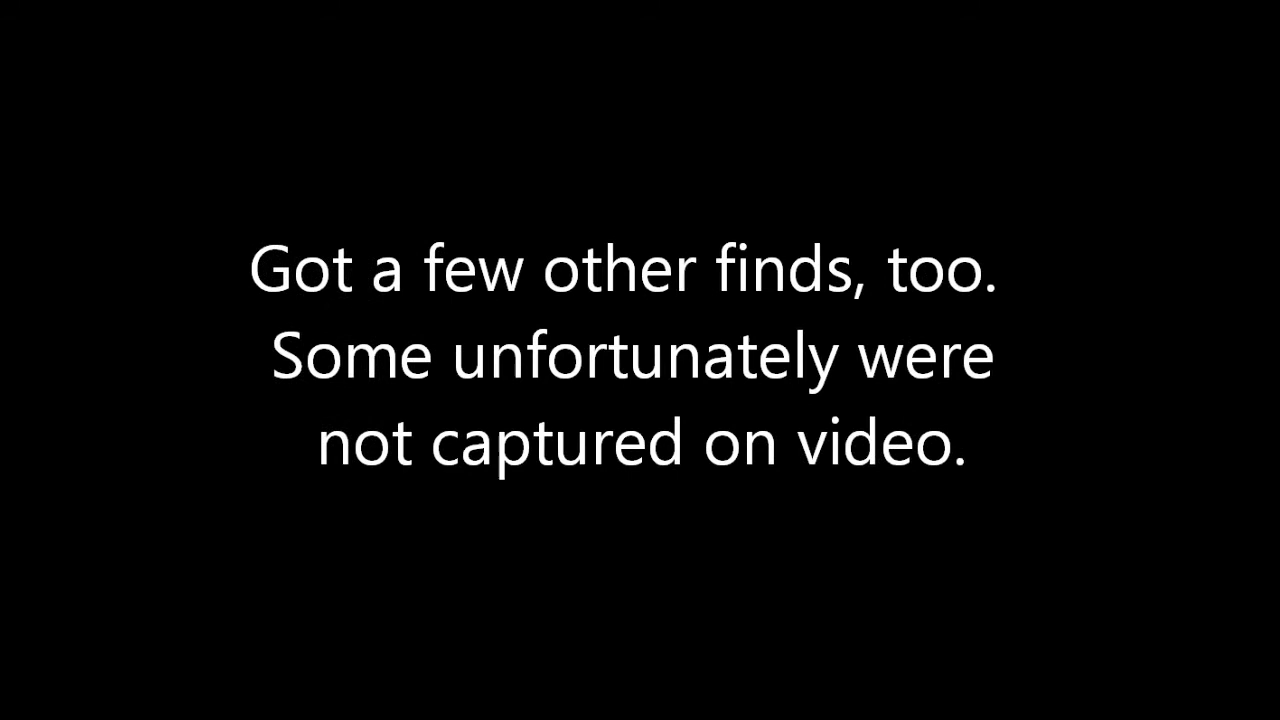 Got a few other finds, too.
Some unfortunately were
not captured on video.